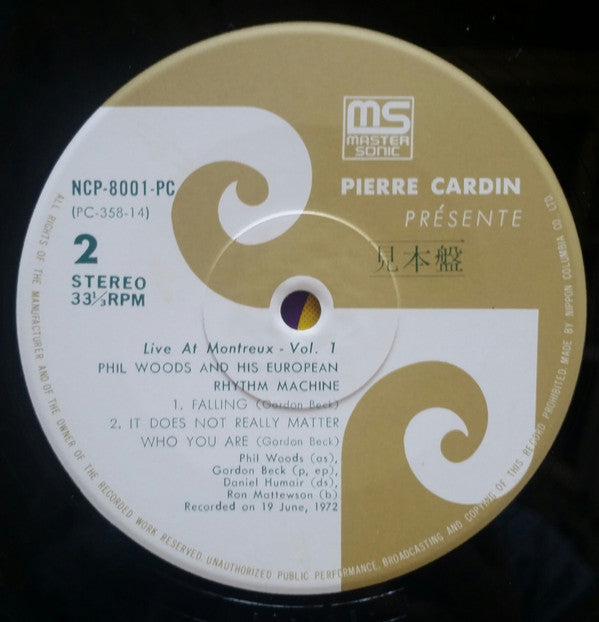 MS
MASTER
SONIC
PIERRE CARDIN
PRÉSENTE
見本盤
NCP-8001-PC
(PC-358-14)
2
STEREO
33⅓RPM
Live At Montreux - Vol. 1
PHIL WOODS AND HIS EUROPEAN
RHYTHM MACHINE
1. FALLING (Gordon Beck)
2. IT DOES NOT REALLY MATTER
WHO YOU ARE (Gordon Beck)
Phil Woods (as),
Gordon Beck (p, ep),
Daniel Humair (ds),
Ron Mattewson (b)
Recorded on 19 June, 1972
ALL RIGHTS OF THE MANUFACTURER AND OF THE OWNER OF THE RECORDED WORK RESERVED. UNAUTHORIZED PUBLIC PERFORMANCE, BROADCASTING AND COPYING OF THIS RECORD PROHIBITED. MADE BY NIPPON COLUMBIA CO. LTD.